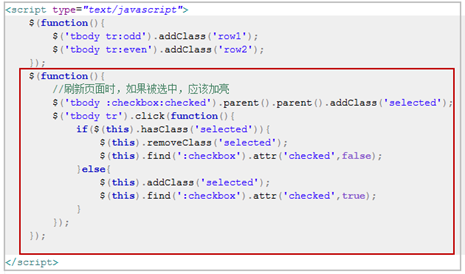 <script type="text/javascript">
$(function(){
$('tbody tr:odd').addClass('row1');
$('tbody tr:even').addClass('row2');
});
$(function(){
//刷新页面时，如果被选中，应该加亮
$('tbody :checkbox:checked').parent().parent().addClass('selected');
$('tbody tr').click(function(){
if($(this).hasClass('selected')){
$(this).removeClass('selected');
$(this).find(':checkbox').attr('checked',false);
}else{
$(this).addClass('selected');
$(this).find(':checkbox').attr('checked',true);
}
});
});
</script>